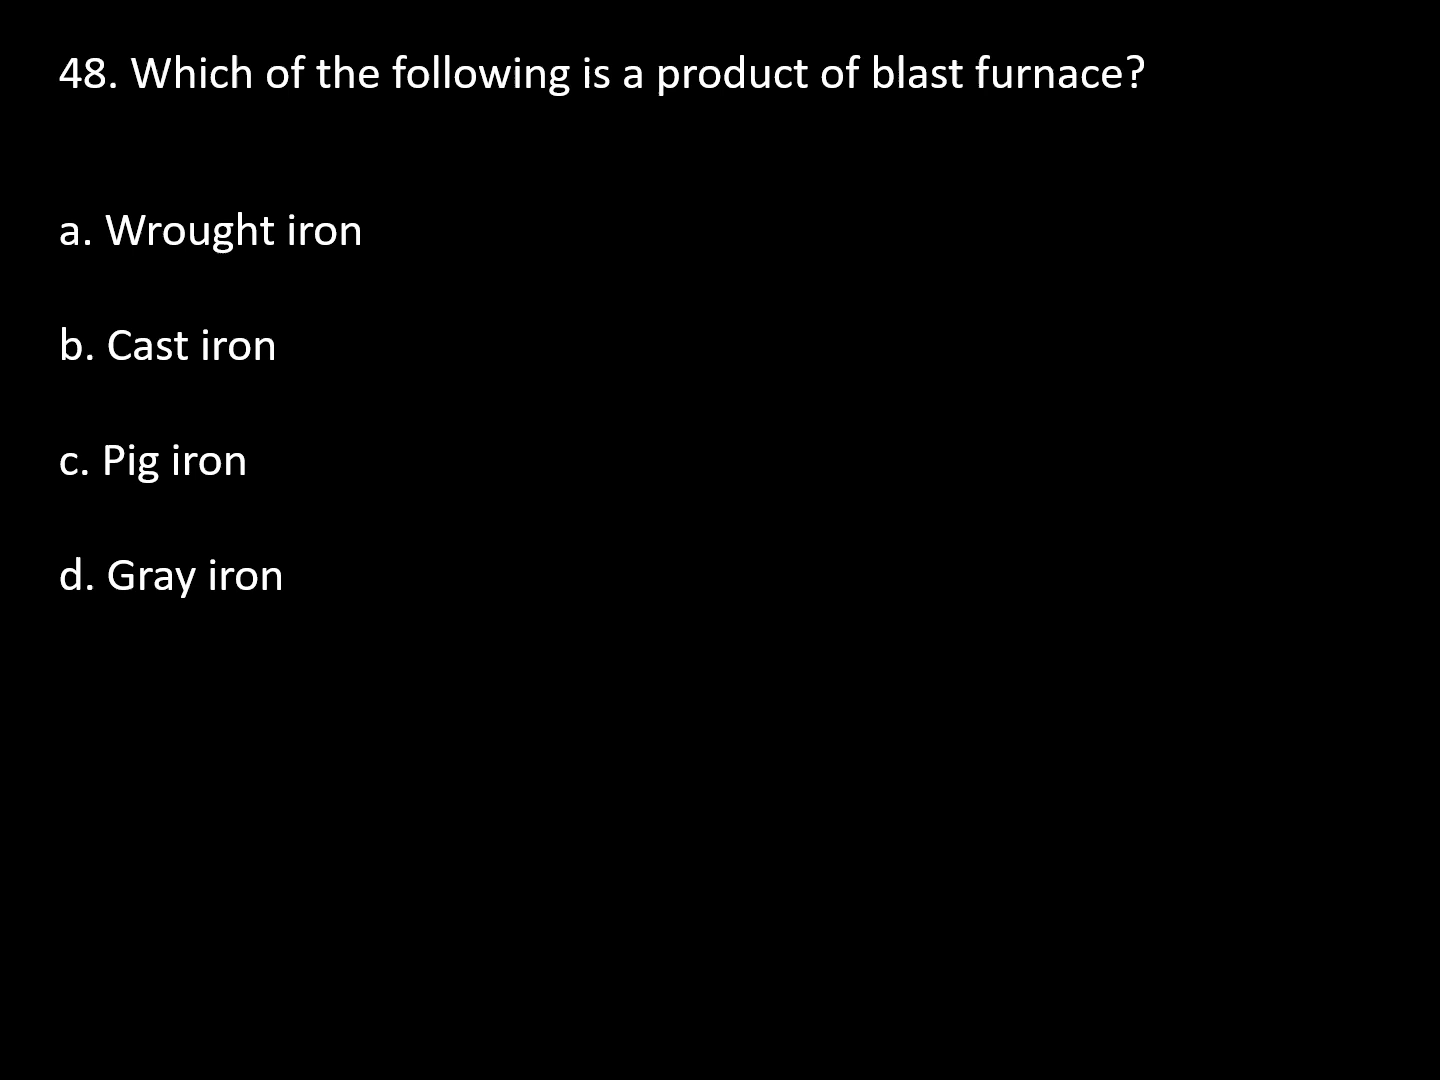 48. Which of the following is a product of blast furnace?
a. Wrought iron
b. Cast iron
c. Pig iron
d. Gray iron